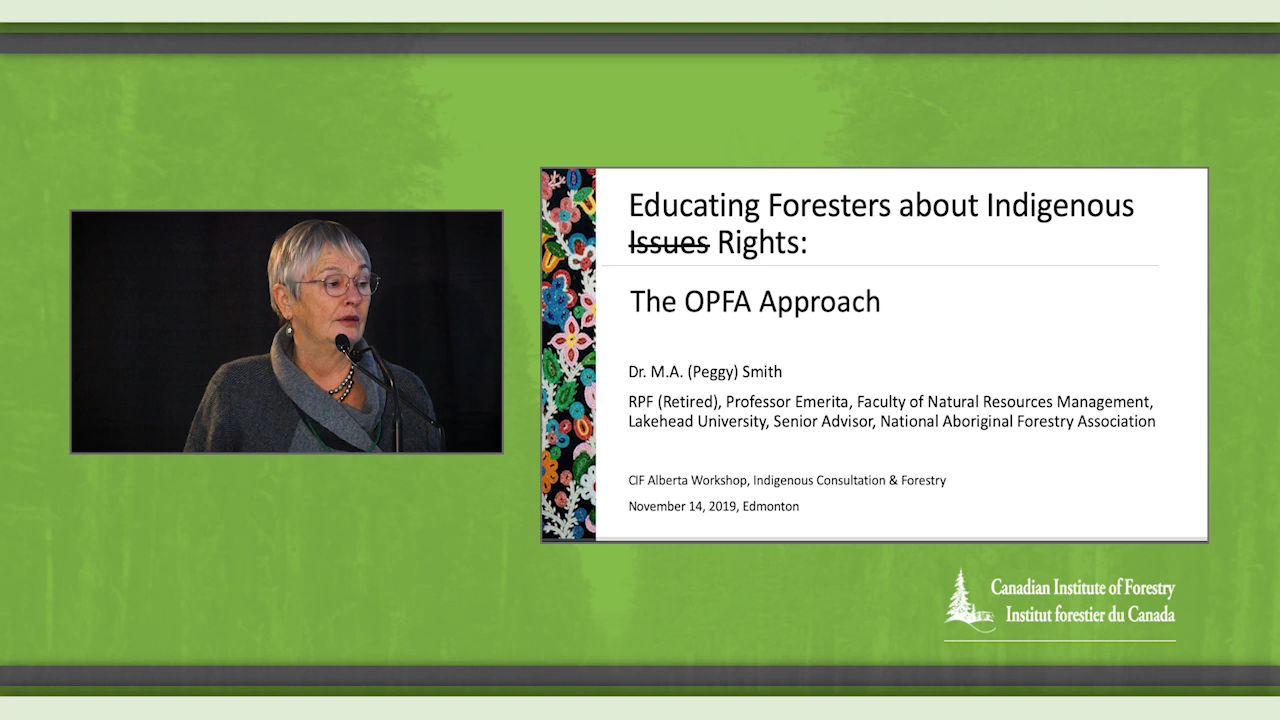 Educating Foresters about Indigenous
Issues Rights:
The OPFA Approach
Dr. M.A. (Peggy) Smith
RPF (Retired), Professor Emerita, Faculty of Natural Resources Management,
Lakehead University, Senior Advisor, National Aboriginal Forestry Association
CIF Alberta Workshop, Indigenous Consultation & Forestry
November 14, 2019, Edmonton
Canadian Institute of Forestry
Institut forestier du Canada